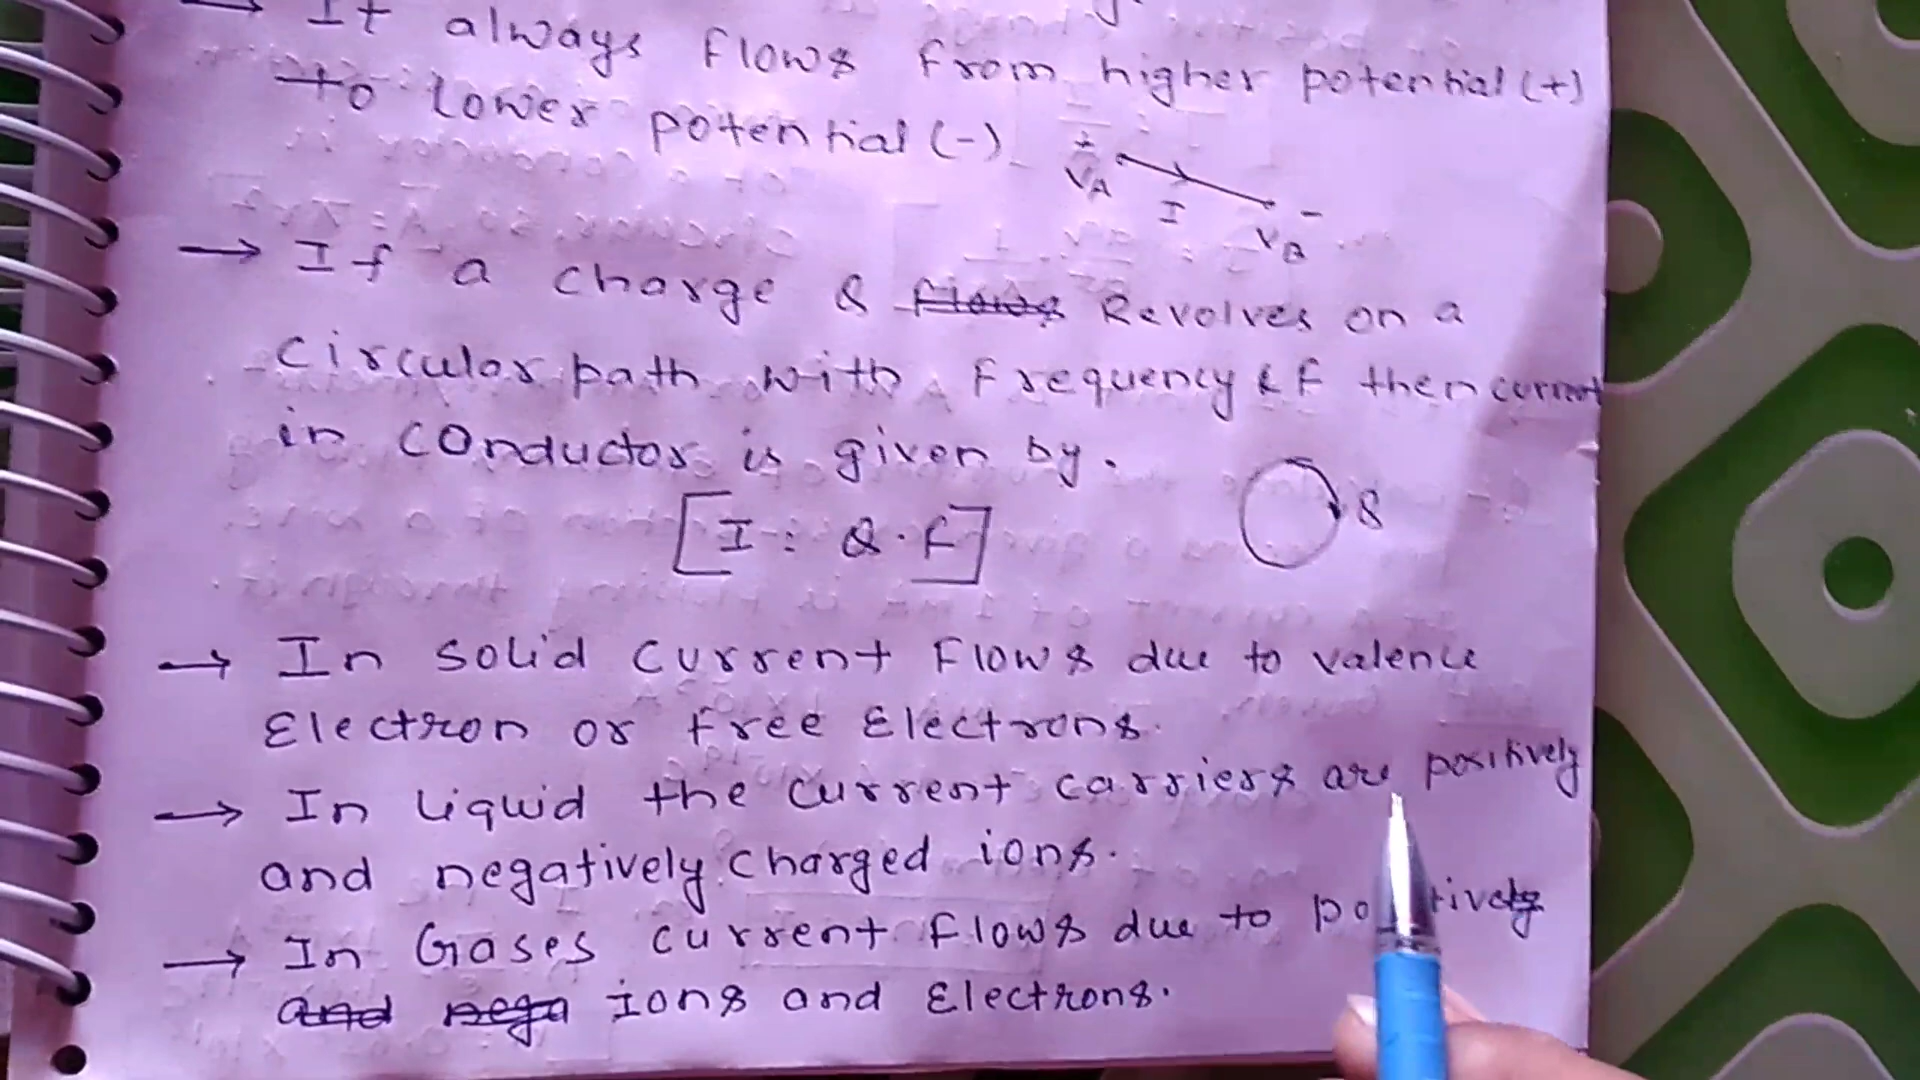 → It always flows from higher potential (+)
to lower potential (-)
+
VA
I
-
VB
→ If a charge Q flows Revolves on a
circular path with frequency & f then current
in conductor is given by.
[I = Q.f]
Q
→ In solid current flows due to valence
Electron or free Electrons.
→ In liquid the current carriers are positively
and negatively charged ions.
→ In Gases current flows due to positively
and nega ions and Electrons.